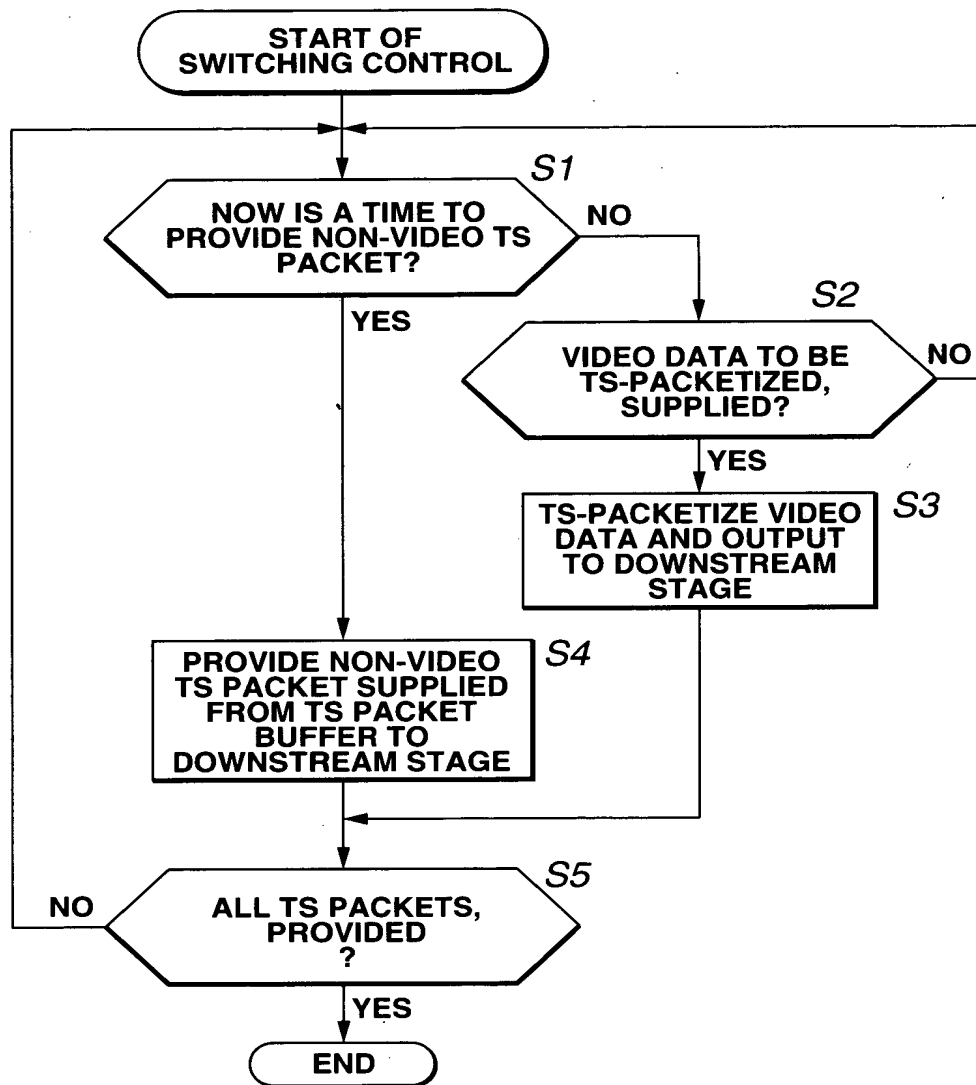 START OF
SWITCHING CONTROL
S1
NOW IS A TIME TO
PROVIDE NON-VIDEO TS
PACKET?
NO
YES
S2
VIDEO DATA TO BE
TS-PACKETIZED,
SUPPLIED?
NO
YES
S3
TS-PACKETIZE VIDEO
DATA AND OUTPUT
TO DOWNSTREAM
STAGE
S4
PROVIDE NON-VIDEO
TS PACKET SUPPLIED
FROM TS PACKET
BUFFER TO
DOWNSTREAM STAGE
S5
NO
ALL TS PACKETS,
PROVIDED
?
YES
END